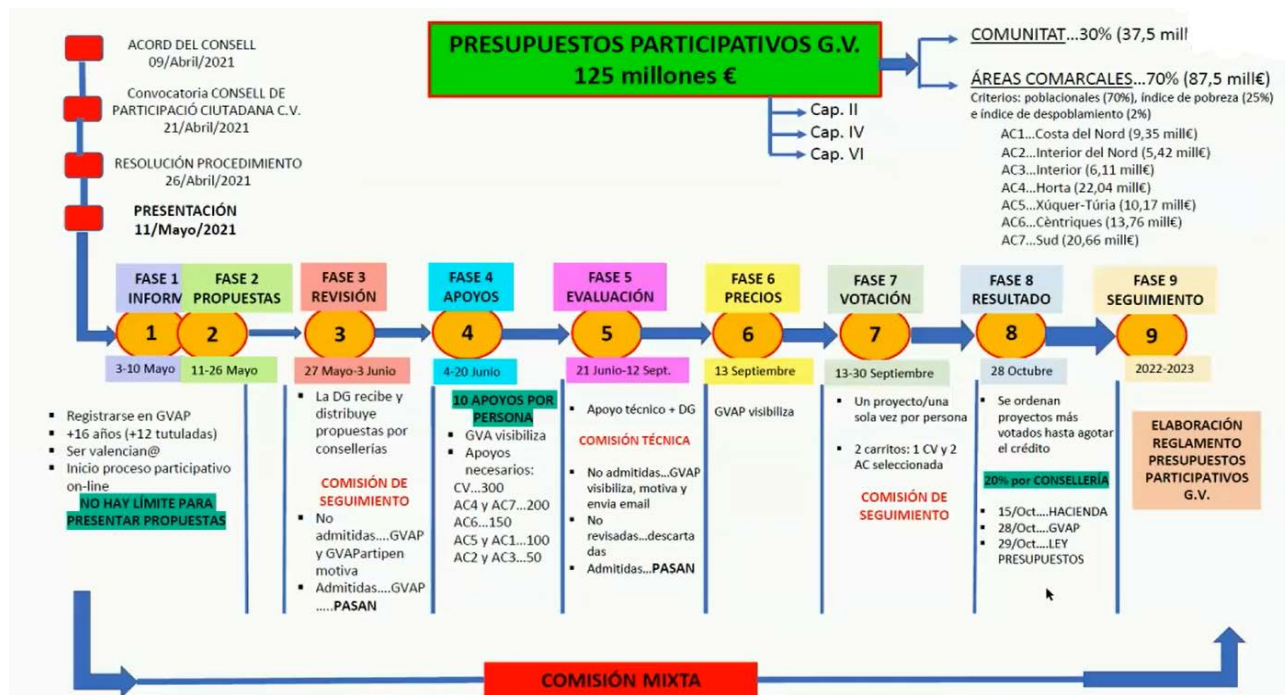 ACORD DEL CONSELL
09/Abril/2021
Convocatoria CONSELL DE
PARTICIPACIÓ CIUTADANA C.V.
21/Abril/2021
RESOLUCIÓN PROCEDIMIENTO
26/Abril/2021
PRESENTACIÓN
11/Mayo/2021
PRESUPUESTOS PARTICIPATIVOS G.V.
125 millones €
Cap. II
Cap. IV
Cap. VI
COMUNITAT...30% (37,5 mill
ÁREAS COMARCALES...70% (87,5 mill€)
Criterios: poblacionales (70%), índice de pobreza (25%)
e índice de despoblamiento (2%)
AC1...Costa del Nord (9,35 mill€)
AC2...Interior del Nord (5,42 mill€)
AC3...Interior (6,11 mill€)
AC4...Horta (22,04 mill€)
AC5...Xúquer-Túria (10,17 mill€)
AC6...Cèntriques (13,76 mill€)
AC7...Sud (20,66 mill€)
FASE 1
INFORM
1
3-10 Mayo
FASE 2
PROPUESTAS
2
11-26 Mayo
▪ Registrarse en GVAP
▪ +16 años (+12 tutuladas)
▪ Ser valencian@
▪ Inicio proceso participativo
on-line
NO HAY LÍMITE PARA
PRESENTAR PROPUESTAS
FASE 3
REVISIÓN
3
27 Mayo-3 Junio
▪ La DG recibe y
distribuye
propuestas por
consellerías
COMISIÓN DE
SEGUIMIENTO
▪ No
admitidas....GVAP
y GVAPartipen
motiva
▪ Admitidas....GVAP
.....PASAN
FASE 4
APOYOS
4
4-20 Junio
10 APOYOS POR
PERSONA
▪ GVA visibiliza
▪ Apoyos
necesarios:
CV...300
AC4 y AC7...200
AC6...150
AC5 y AC1...100
AC2 y AC3...50
FASE 5
EVALUACIÓN
5
21 Junio-12 Sept.
▪ Apoyo técnico + DG
COMISIÓN TÉCNICA
▪ No admitidas...GVAP
visibiliza, motiva y
envia email
▪ No
revisadas...descarta
das
▪ Admitidas...PASAN
FASE 6
PRECIOS
6
13 Septiembre
GVAP visibiliza
FASE 7
VOTACIÓN
7
13-30 Septiembre
▪ Un proyecto/una
sola vez por persona
▪ 2 carritos: 1 CV y 2
AC seleccionada
COMISIÓN DE
SEGUIMIENTO
FASE 8
RESULTADO
8
28 Octubre
▪ Se ordenan
proyectos más
votados hasta agotar
el crédito
20% por CONSELLERÍA
▪ 15/Oct....HACIENDA
▪ 28/Oct....GVAP
▪ 29/Oct....LEY
PRESUPUESTOS
FASE 9
SEGUIMIENTO
9
2022-2023
ELABORACIÓN
REGLAMENTO
PRESUPUESTOS
PARTICIPATIVOS
G.V.
COMISIÓN MIXTA